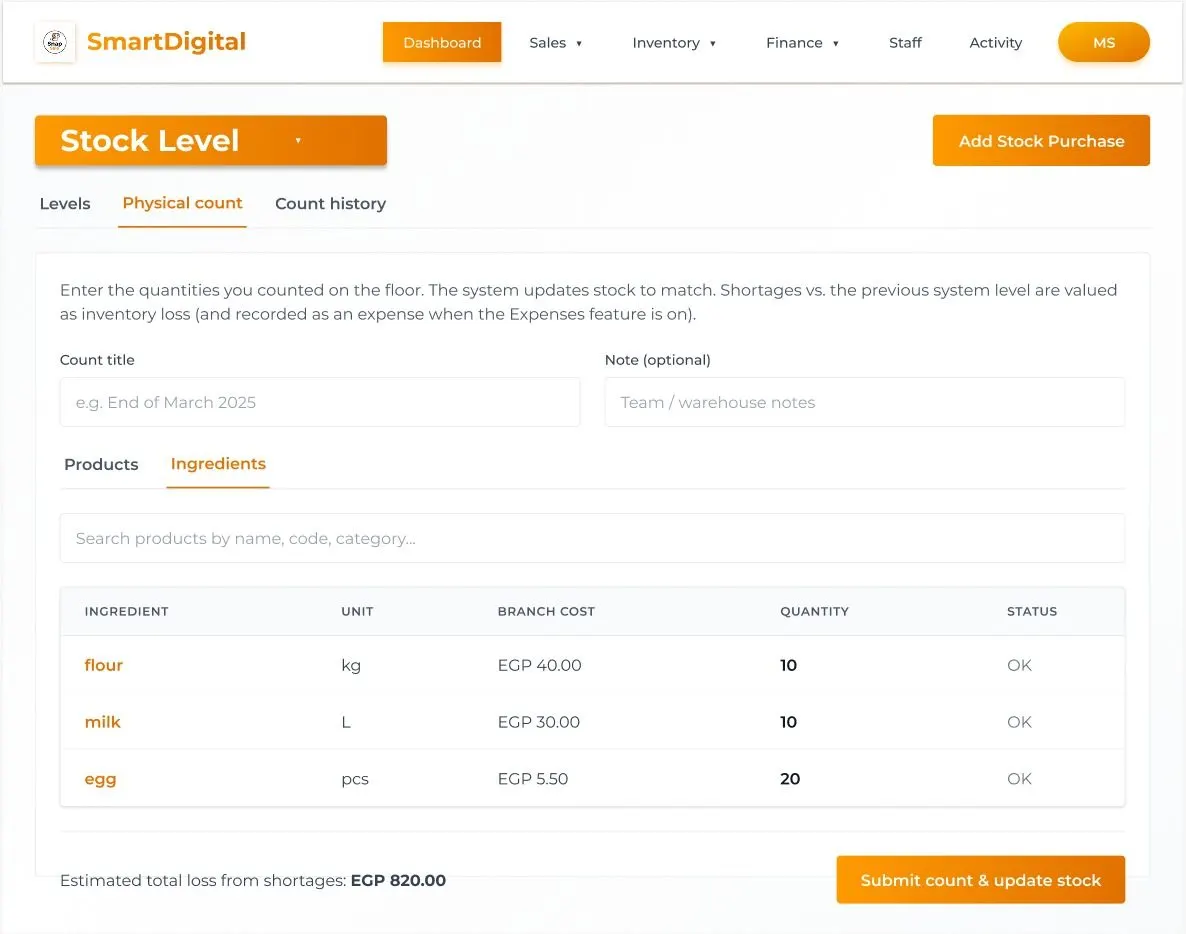 Snap
SmartDigital
Dashboard Sales ▾ Inventory ▾ Finance ▾ Staff Activity MS
Stock Level ▾
Add Stock Purchase
Levels Physical count Count history
Enter the quantities you counted on the floor. The system updates stock to match. Shortages vs. the previous system level are valued
as inventory loss (and recorded as an expense when the Expenses feature is on).
Count title Note (optional)
e.g. End of March 2025 Team / warehouse notes
Products Ingredients
Search products by name, code, category...
INGREDIENT UNIT BRANCH COST QUANTITY STATUS
flour kg EGP 40.00 10 OK
milk L EGP 30.00 10 OK
egg pcs EGP 5.50 20 OK
Estimated total loss from shortages: EGP 820.00
Submit count & update stock